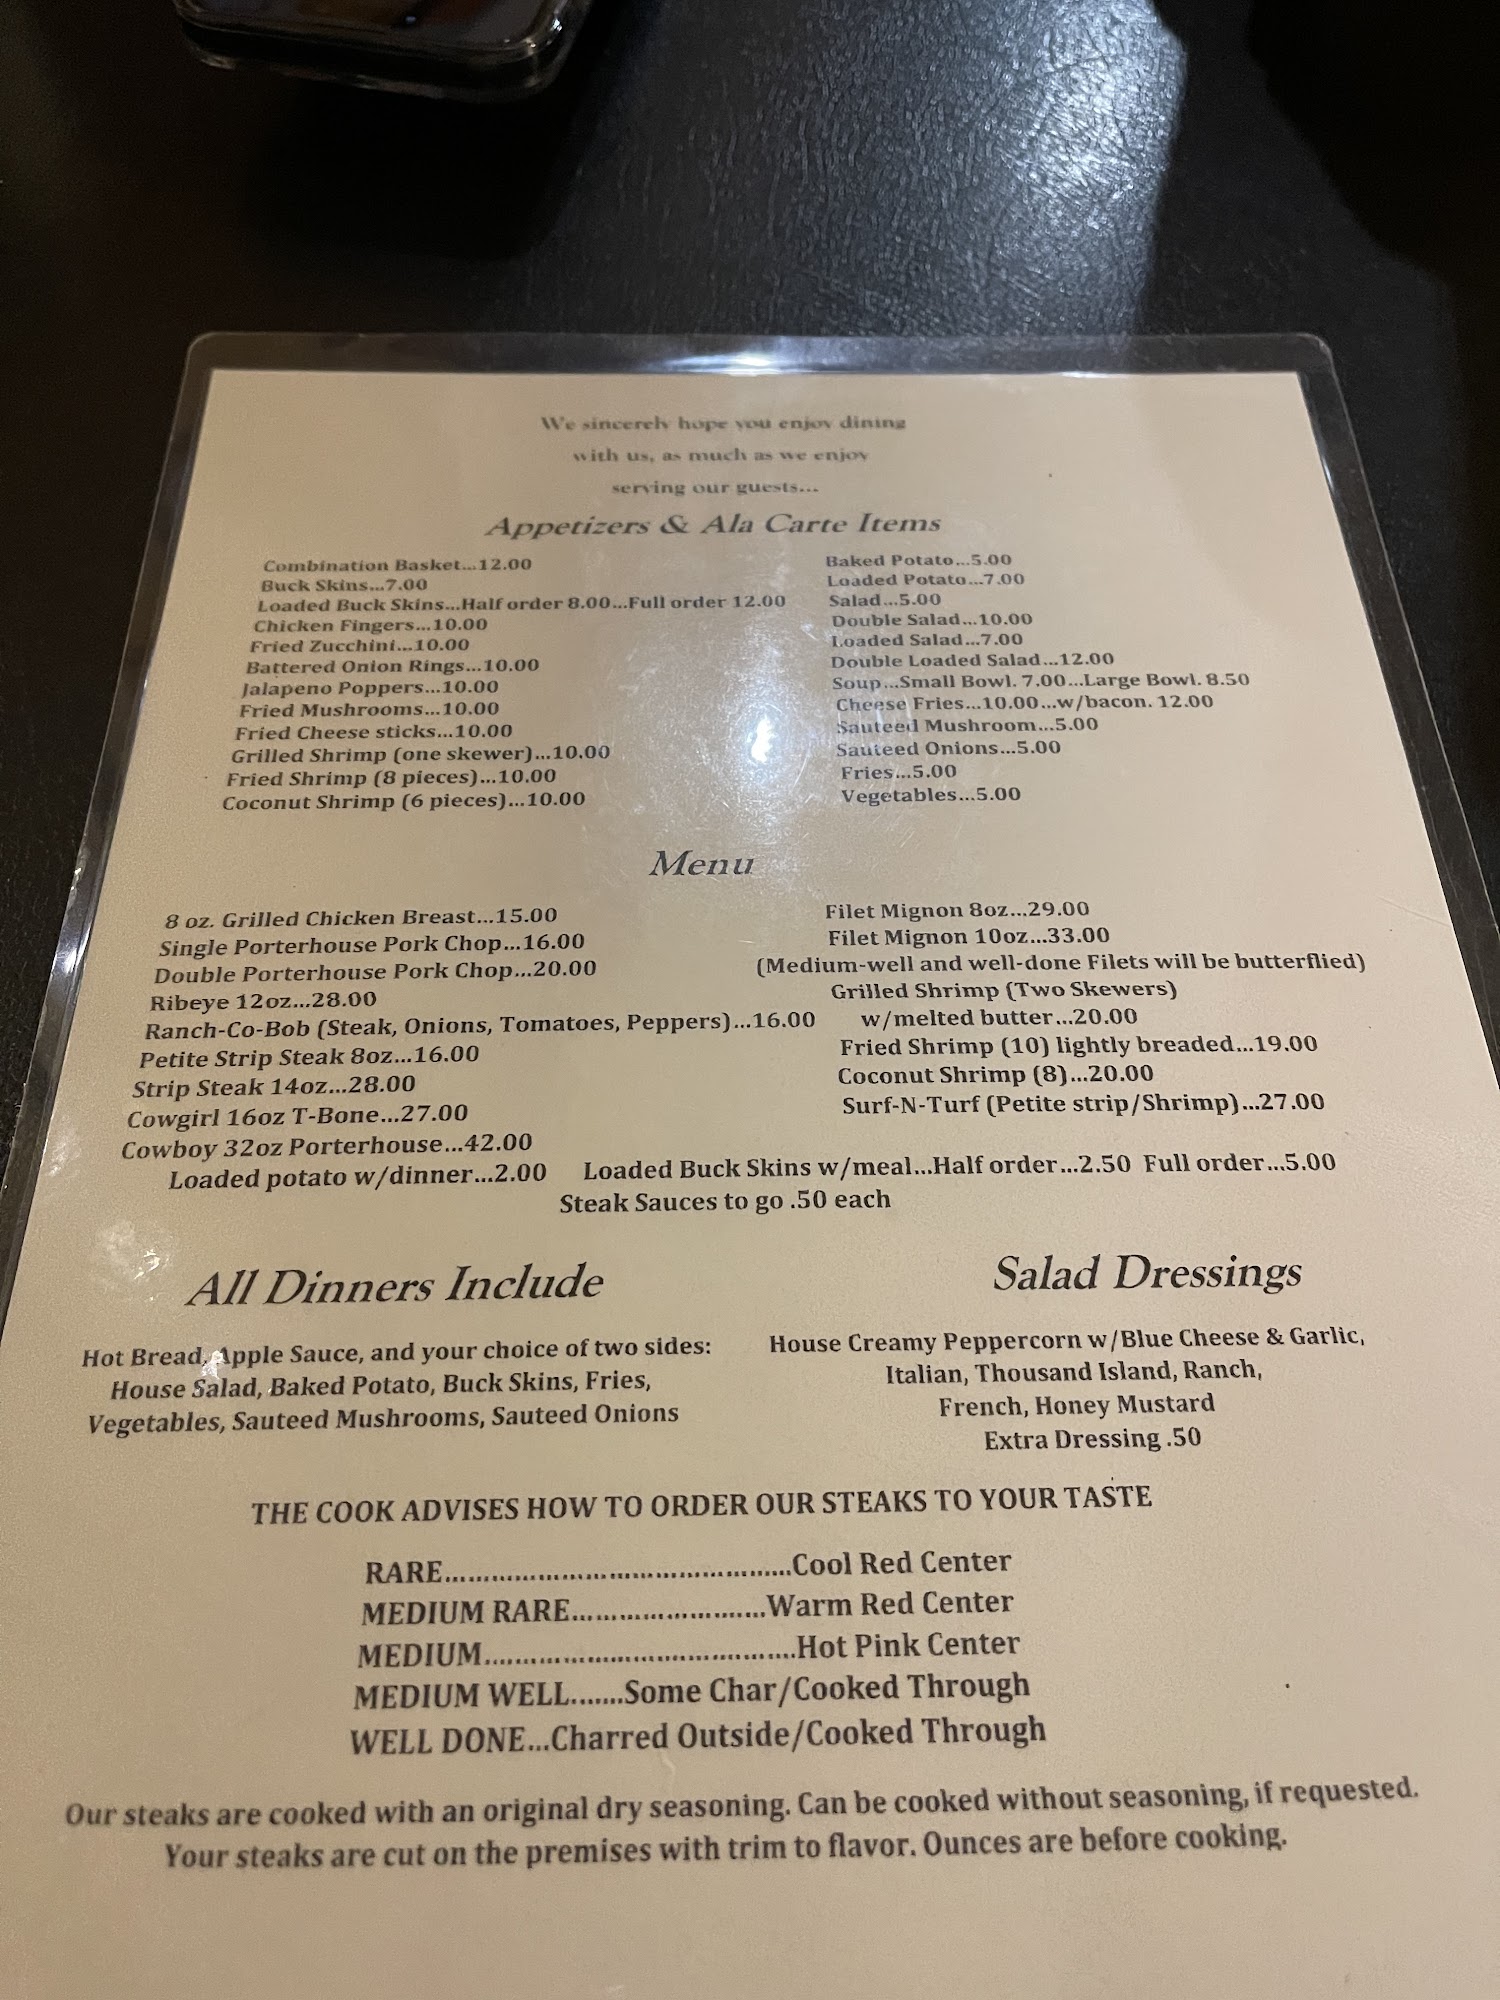 We sincerely hope you enjoy dining
with us, as much as we enjoy
serving our guests...
Appetizers & Ala Carte Items
Combination Basket...12.00
Buck Skins...7.00
Loaded Buck Skins...Half order 8.00...Full order 12.00
Chicken Fingers...10.00
Fried Zucchini...10.00
Battered Onion Rings...10.00
Jalapeno Poppers...10.00
Fried Mushrooms...10.00
Fried Cheese sticks...10.00
Grilled Shrimp (one skewer)...10.00
Fried Shrimp (8 pieces)...10.00
Coconut Shrimp (6 pieces)...10.00
Baked Potato...5.00
Loaded Potato...7.00
Salad...5.00
Double Salad...10.00
Loaded Salad...7.00
Double Loaded Salad...12.00
Soup...Small Bowl. 7.00...Large Bowl. 8.50
Cheese Fries...10.00...w/bacon. 12.00
Sauteed Mushroom...5.00
Sauteed Onions...5.00
Fries...5.00
Vegetables...5.00
Menu
8 oz. Grilled Chicken Breast...15.00
Single Porterhouse Pork Chop...16.00
Double Porterhouse Pork Chop...20.00
Ribeye 12oz...28.00
Ranch-Co-Bob (Steak, Onions, Tomatoes, Peppers)...16.00
Petite Strip Steak 8oz...16.00
Strip Steak 14oz...28.00
Cowgirl 16oz T-Bone...27.00
Cowboy 32oz Porterhouse...42.00
Filet Mignon 8oz...29.00
Filet Mignon 10oz...33.00
(Medium-well and well-done Filets will be butterflied)
Grilled Shrimp (Two Skewers)
w/melted butter...20.00
Fried Shrimp (10) lightly breaded...19.00
Coconut Shrimp (8)...20.00
Surf-N-Turf (Petite strip/Shrimp)...27.00
Loaded potato w/dinner...2.00 Loaded Buck Skins w/meal...Half order...2.50 Full order...5.00
Steak Sauces to go .50 each
All Dinners Include
Hot Bread, Apple Sauce, and your choice of two sides:
House Salad, Baked Potato, Buck Skins, Fries,
Vegetables, Sauteed Mushrooms, Sauteed Onions
Salad Dressings
House Creamy Peppercorn w/Blue Cheese & Garlic,
Italian, Thousand Island, Ranch,
French, Honey Mustard
Extra Dressing .50
THE COOK ADVISES HOW TO ORDER OUR STEAKS TO YOUR TASTE
RARE............................................Cool Red Center
MEDIUM RARE.........................Warm Red Center
MEDIUM........................................Hot Pink Center
MEDIUM WELL.......Some Char/Cooked Through
WELL DONE...Charred Outside/Cooked Through
Our steaks are cooked with an original dry seasoning. Can be cooked without seasoning, if requested.
Your steaks are cut on the premises with trim to flavor. Ounces are before cooking.